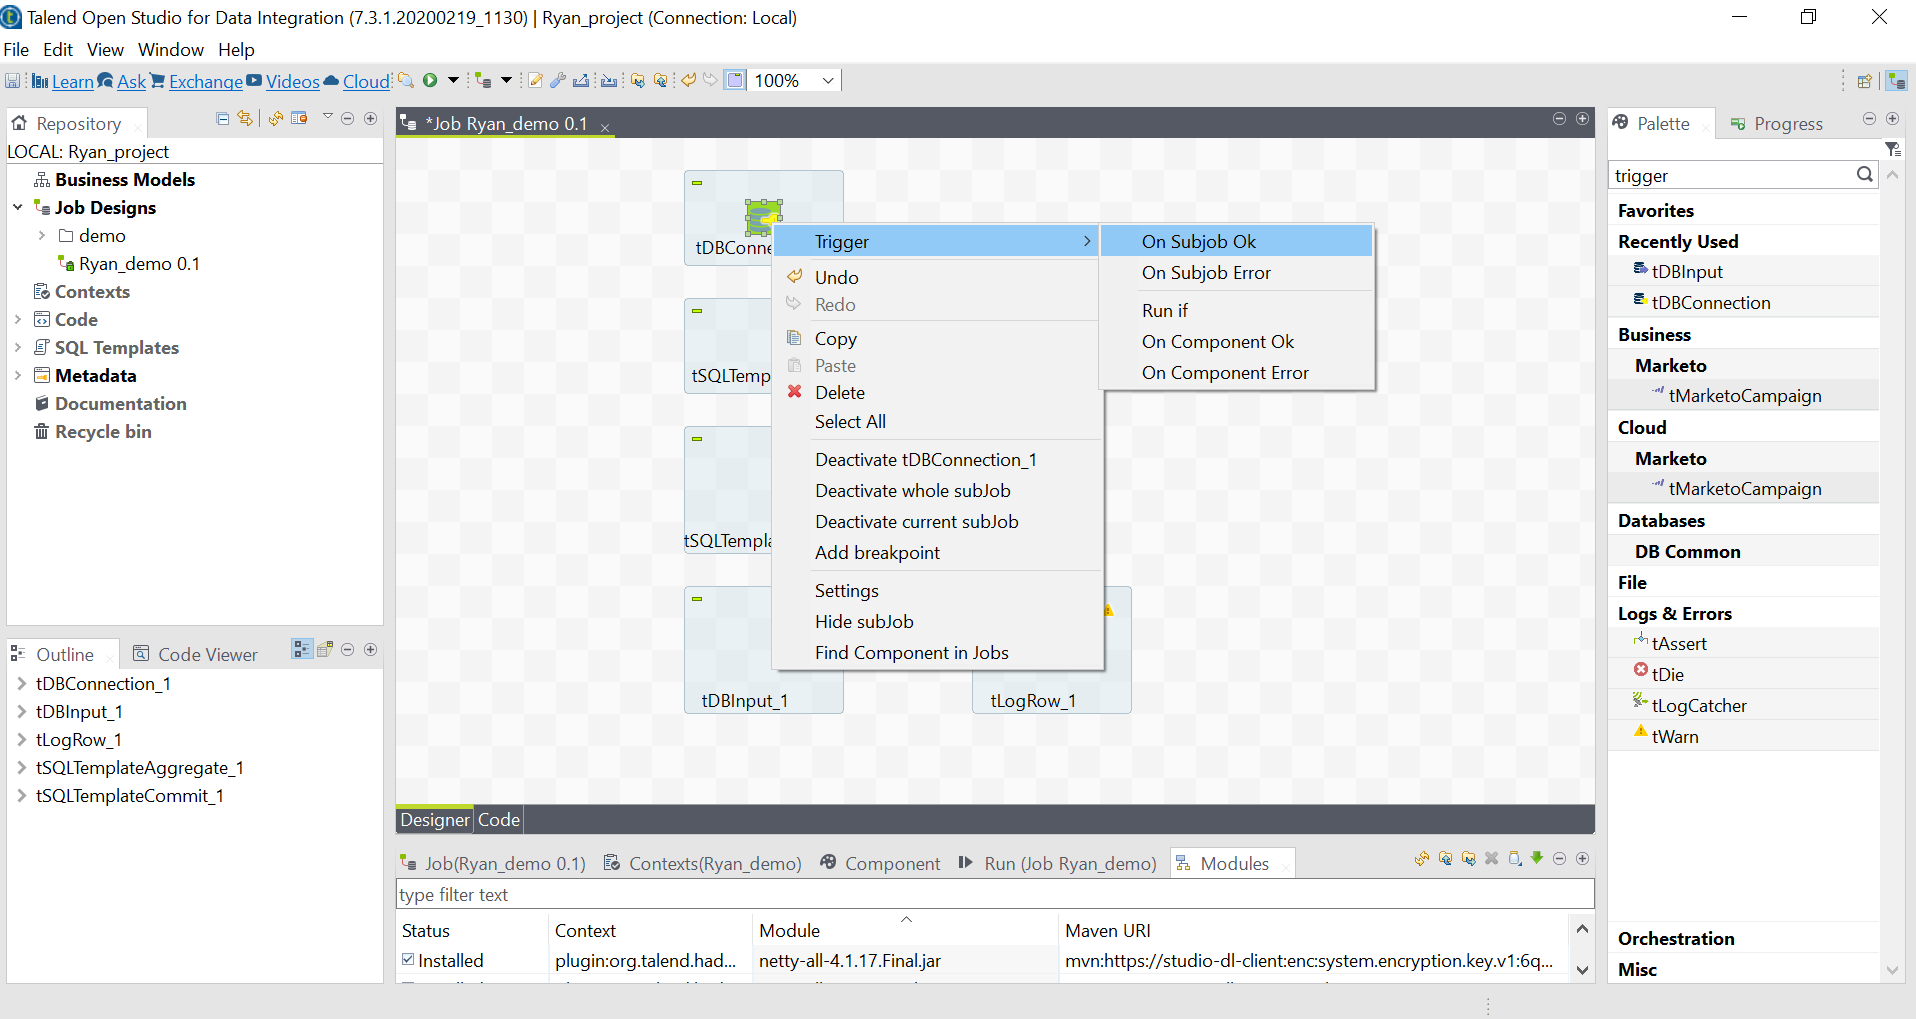 Talend Open Studio for Data Integration (7.3.1.20200219_1130) | Ryan_project (Connection: Local)
File Edit View Window Help
Learn Ask Exchange Videos Cloud 100%
Repository
LOCAL: Ryan_project
Business Models
Job Designs
demo
Ryan_demo 0.1
Contexts
Code
SQL Templates
Metadata
Documentation
Recycle bin
Outline Code Viewer
tDBConnection_1
tDBInput_1
tLogRow_1
tSQLTemplateAggregate_1
tSQLTemplateCommit_1
*Job Ryan_demo 0.1
tDBConne
tSQLTemp
tSQLTempla
tDBInput_1
tLogRow_1
Trigger
Undo
Redo
Copy
Paste
Delete
Select All
Deactivate tDBConnection_1
Deactivate whole subJob
Deactivate current subJob
Add breakpoint
Settings
Hide subJob
Find Component in Jobs
On Subjob Ok
On Subjob Error
Run if
On Component Ok
On Component Error
Designer Code
Job(Ryan_demo 0.1) Contexts(Ryan_demo) Component Run (Job Ryan_demo) Modules
type filter text
Status Context Module Maven URI
Installed plugin:org.talend.had... netty-all-4.1.17.Final.jar mvn:https://studio-dl-client:enc:system.encryption.key.v1:6q...
Palette Progress
trigger
Favorites
Recently Used
tDBInput
tDBConnection
Business
Marketo
tMarketoCampaign
Cloud
Marketo
tMarketoCampaign
Databases
DB Common
File
Logs & Errors
tAssert
tDie
tLogCatcher
tWarn
Orchestration
Misc